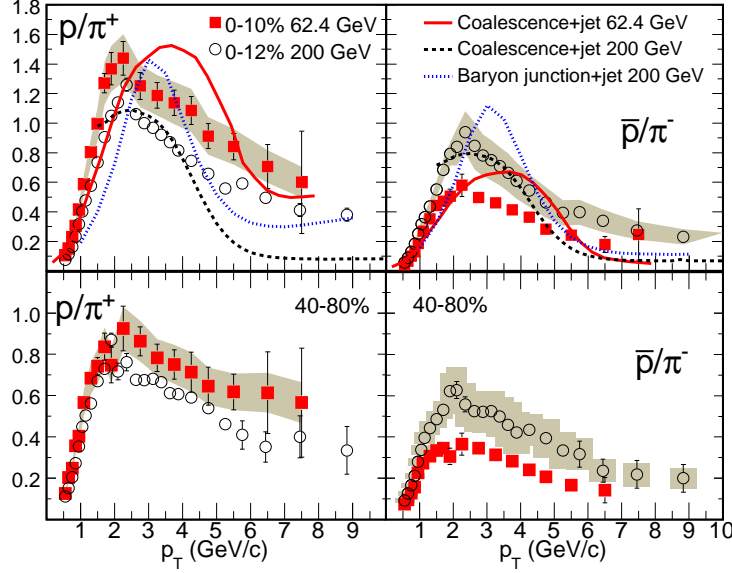 p/π⁺
0-10% 62.4 GeV
0-12% 200 GeV
Coalescence+jet 62.4 GeV
Coalescence+jet 200 GeV
Baryon junction+jet 200 GeV
p̅/π⁻
1.8
1.6
1.4
1.2
1.0
0.8
0.6
0.4
0.2
p/π⁺
40-80%
40-80%
p̅/π⁻
1.0
0.8
0.6
0.4
0.2
1 2 3 4 5 6 7 8 9
1 2 3 4 5 6 7 8 9 10
p_T (GeV/c)
p_T (GeV/c)